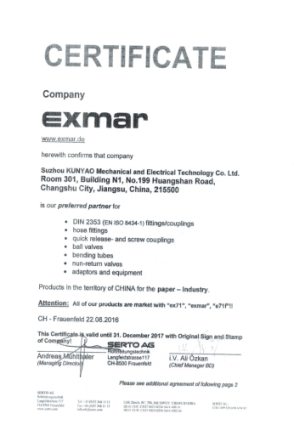 CERTIFICATE
Company
exmar
www.exmar.de
herewith confirms that company
Suzhou KUNYAO Mechanical and Electrical Technology Co. Ltd.
Room 301, Building N1, No.199 Huangshan Road,
Changshu City, Jiangsu, China, 215500
is our preferred partner for
• DIN 2353 (EN ISO 8434-1) fittings/couplings
• hose fittings
• quick release- and screw couplings
• ball valves
• bending tubes
• non-return valves
• adaptors and equipment
Products in the territory of CHINA for the paper – industry.
Attention: All of our products are market with "ex71", "exmar", "e71f"!!
CH - Frauenfeld 22.08.2016
This Certificate is valid until 31. December 2017 with Original Sign and Stamp
of Company!
SERTO AG
Langfeldstrasse117
CH-8500 Frauenfeld
Andreas Mühlthaler
(Managing Director)
i.V. Ali Özkan
(Chief Manager BD)
Please see additional agreement of following page 2
SERTO AG